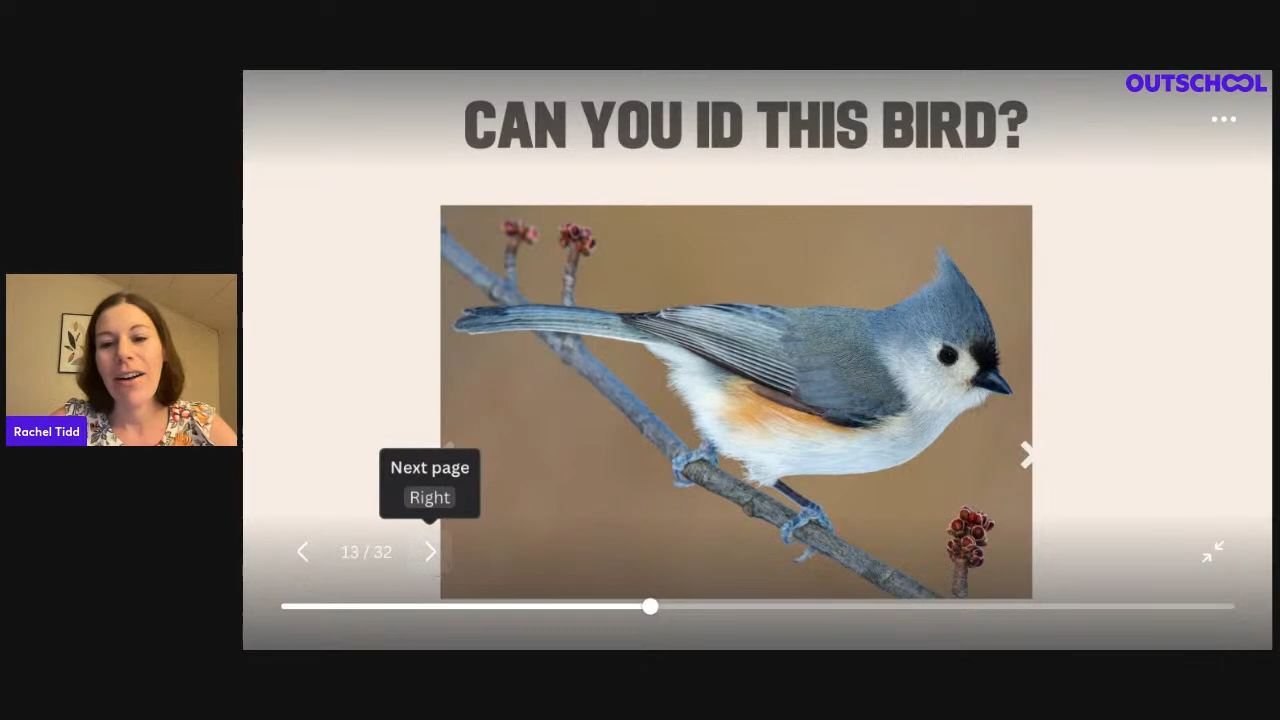 OUTSCHOOL
CAN YOU ID THIS BIRD?
Rachel Tidd
Next page
Right
13 / 32